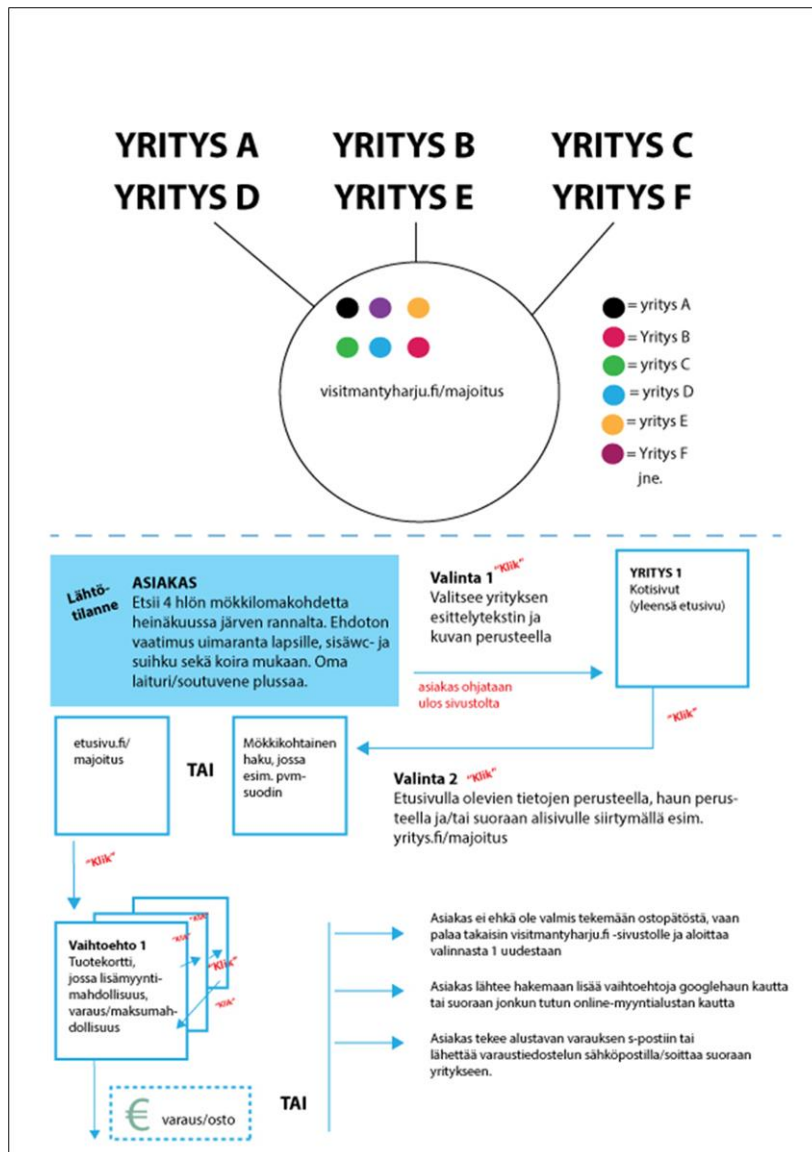 YRITYS A
YRITYS B
YRITYS C
YRITYS D
YRITYS E
YRITYS F
visitmantyharju.fi/majoitus
= yritys A
= Yritys B
= yritys C
= yritys D
= yritys E
= Yritys F
jne.
Lähtö-
tilanne
ASIAKAS
Etsii 4 hlön mökkilomakohdetta
heinäkuussa järven rannalta. Ehdoton
vaatimus uimaranta lapsille, sisäwc- ja
suihku sekä koira mukaan. Oma
laituri/soutuvene plussaa.
Valinta 1 "Klik"
Valitsee yrityksen
esittelytekstin ja
kuvan perusteella
asiakas ohjataan
ulos sivustolta
YRITYS 1
Kotisivut
(yleensä etusivu)
"Klik"
etusivu.fi/
majoitus
TAI
Mökkikohtainen
haku, jossa
esim. pvm-
suodin
Valinta 2 "Klik"
Etusivulla olevien tietojen perusteella, haun perus-
teella ja/tai suoraan alisivulle siirtymällä esim.
yritys.fi/majoitus
"Klik"
Vaihtoehto 1
Tuotekortti,
jossa lisämyynti-
mahdollisuus,
varaus/maksumah-
dollisuus
"Klik"
"Klik"
"Klik"
"Klik"
Asiakas ei ehkä ole valmis tekemään ostopätöstä, vaan
palaa takaisin visitmantyharju.fi -sivustolle ja aloittaa
valinnasta 1 uudestaan
Asiakas lähtee hakemaan lisää vaihtoehtoja googlehaun kautta
tai suoraan jonkun tutun online-myyntialustan kautta
Asiakas tekee alustavan varauksen s-postiin tai
lähettää varaustiedostelun sähköpostilla/soittaa suoraan
yritykseen.
€ varaus/osto
TAI